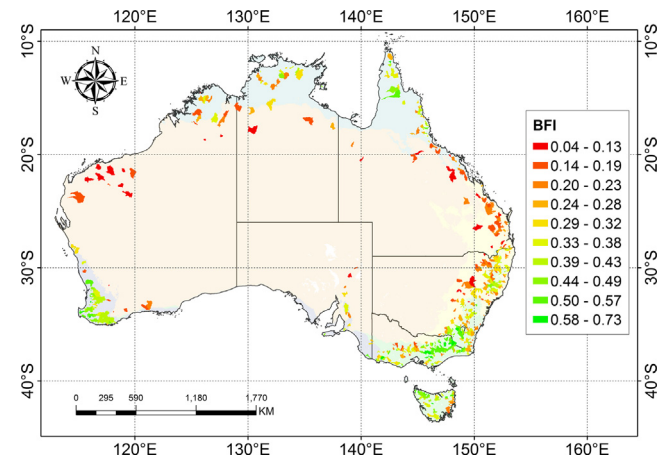 120°E 130°E 140°E 150°E 160°E
10°S 10°S
N
W E
S
BFI
0.04 - 0.13
0.14 - 0.19
20°S 20°S
0.20 - 0.23
0.24 - 0.28
0.29 - 0.32
0.33 - 0.38
0.39 - 0.43
0.44 - 0.49
0.50 - 0.57
0.58 - 0.73
30°S 30°S
40°S 40°S
0
0 295 590 1,180 1,770
KM
120°E 130°E 140°E 150°E 160°E